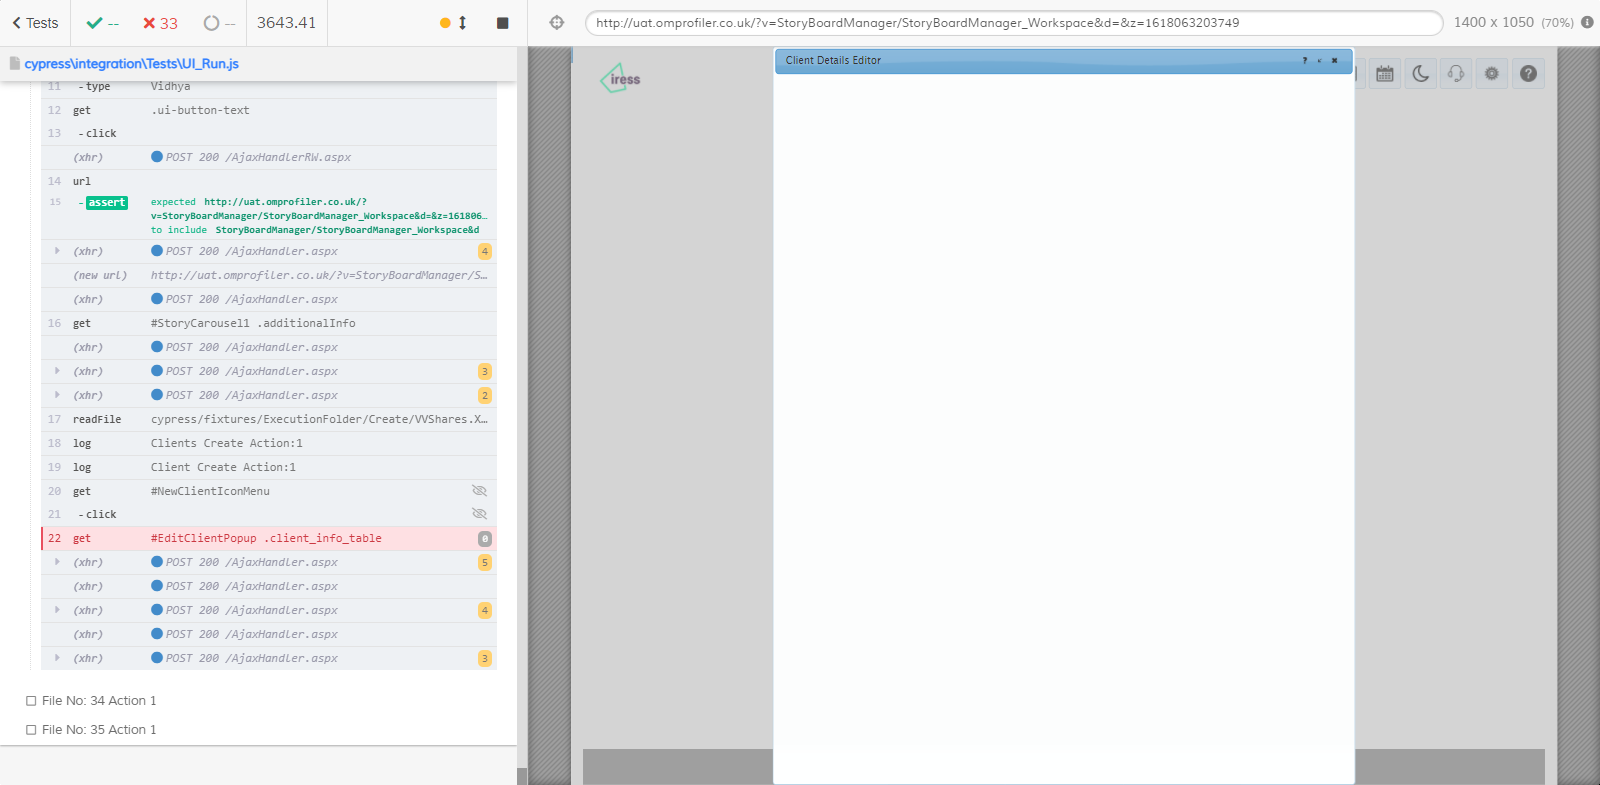 Tests
--
33
--
3643.41
http://uat.omprofiler.co.uk/?v=StoryBoardManager/StoryBoardManager_Workspace&d=&z=1618063203749
1400 x 1050 (70%)
cypress\integration\Tests\UI_Run.js
11 -type Vidhya
12 get .ui-button-text
13 -click
(xhr) POST 200 /AjaxHandlerRW.aspx
14 url
15 -assert expected http://uat.omprofiler.co.uk/?
v=StoryBoardManager/StoryBoardManager_Workspace&d=&z=161806…
to include StoryBoardManager/StoryBoardManager_Workspace&d
(xhr) POST 200 /AjaxHandler.aspx 4
(new url) http://uat.omprofiler.co.uk/?v=StoryBoardManager/S…
(xhr) POST 200 /AjaxHandler.aspx
16 get #StoryCarousel1 .additionalInfo
(xhr) POST 200 /AjaxHandler.aspx
(xhr) POST 200 /AjaxHandler.aspx 3
(xhr) POST 200 /AjaxHandler.aspx 2
17 readFile cypress/fixtures/ExecutionFolder/Create/VVShares.X…
18 log Clients Create Action:1
19 log Client Create Action:1
20 get #NewClientIconMenu
21 -click
22 get #EditClientPopup .client_info_table 0
(xhr) POST 200 /AjaxHandler.aspx 5
(xhr) POST 200 /AjaxHandler.aspx
(xhr) POST 200 /AjaxHandler.aspx 4
(xhr) POST 200 /AjaxHandler.aspx
(xhr) POST 200 /AjaxHandler.aspx 3
File No: 34 Action 1
File No: 35 Action 1
iress
Client Details Editor